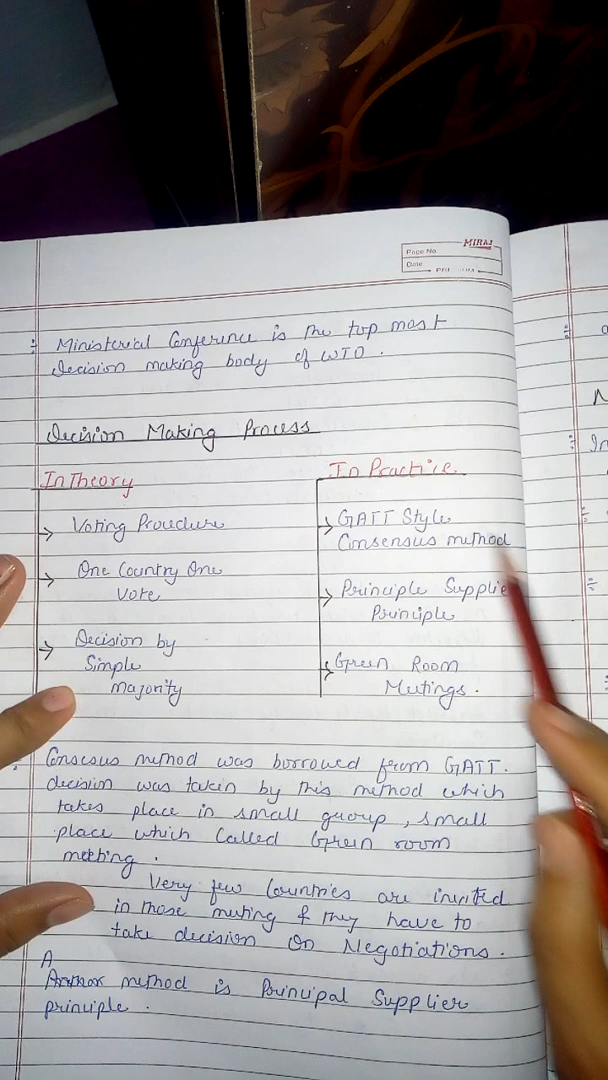 MIRAJ
Page No.
Date
Ministerial Conference is the top most
decision making body of WTO.
Decision Making Process
In Theory
→ Voting Procedure
→ One Country One
Vote
→ Decision by
Simple
majority
In Practice
→ GATT Style
Consensus method
→ Principle Supplie
Principle
→ Green Room
Meetings.
method was borrowed from GATT.
decision was taken by this method which
takes place in small group, small
place which called Green room
meeting.
Very few Countries are invited
in those meeting & they have to
take decision on Negotiations.
A
method is Principal Supplier
principle.
a
In